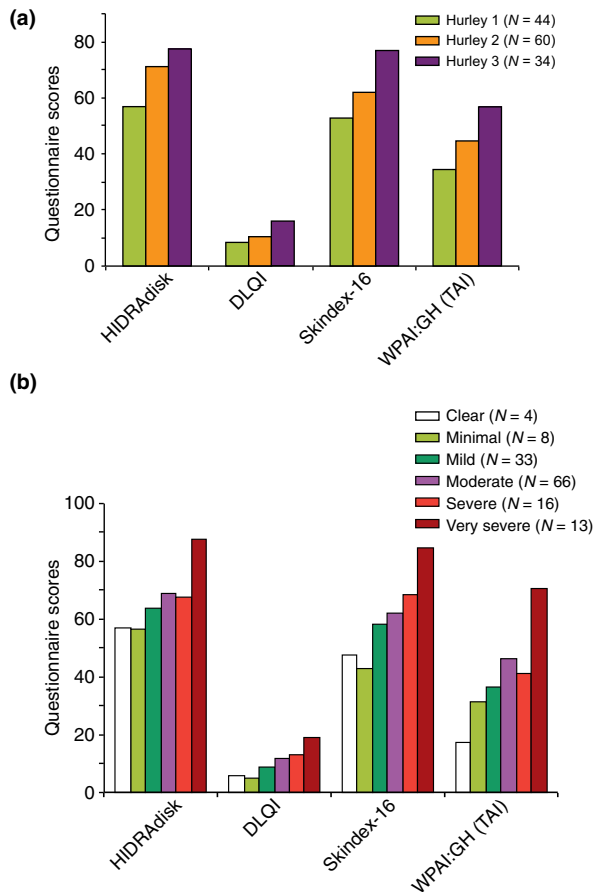 (a)
Hurley 1 (N = 44)
Hurley 2 (N = 60)
Hurley 3 (N = 34)
Questionnaire scores
80
60
40
20
0
HIDRAdisk
DLQI
Skindex-16
WPAI:GH (TAI)
(b)
Clear (N = 4)
Minimal (N = 8)
Mild (N = 33)
Moderate (N = 66)
Severe (N = 16)
Very severe (N = 13)
Questionnaire scores
100
80
60
40
20
0
HIDRAdisk
DLQI
Skindex-16
WPAI:GH (TAI)